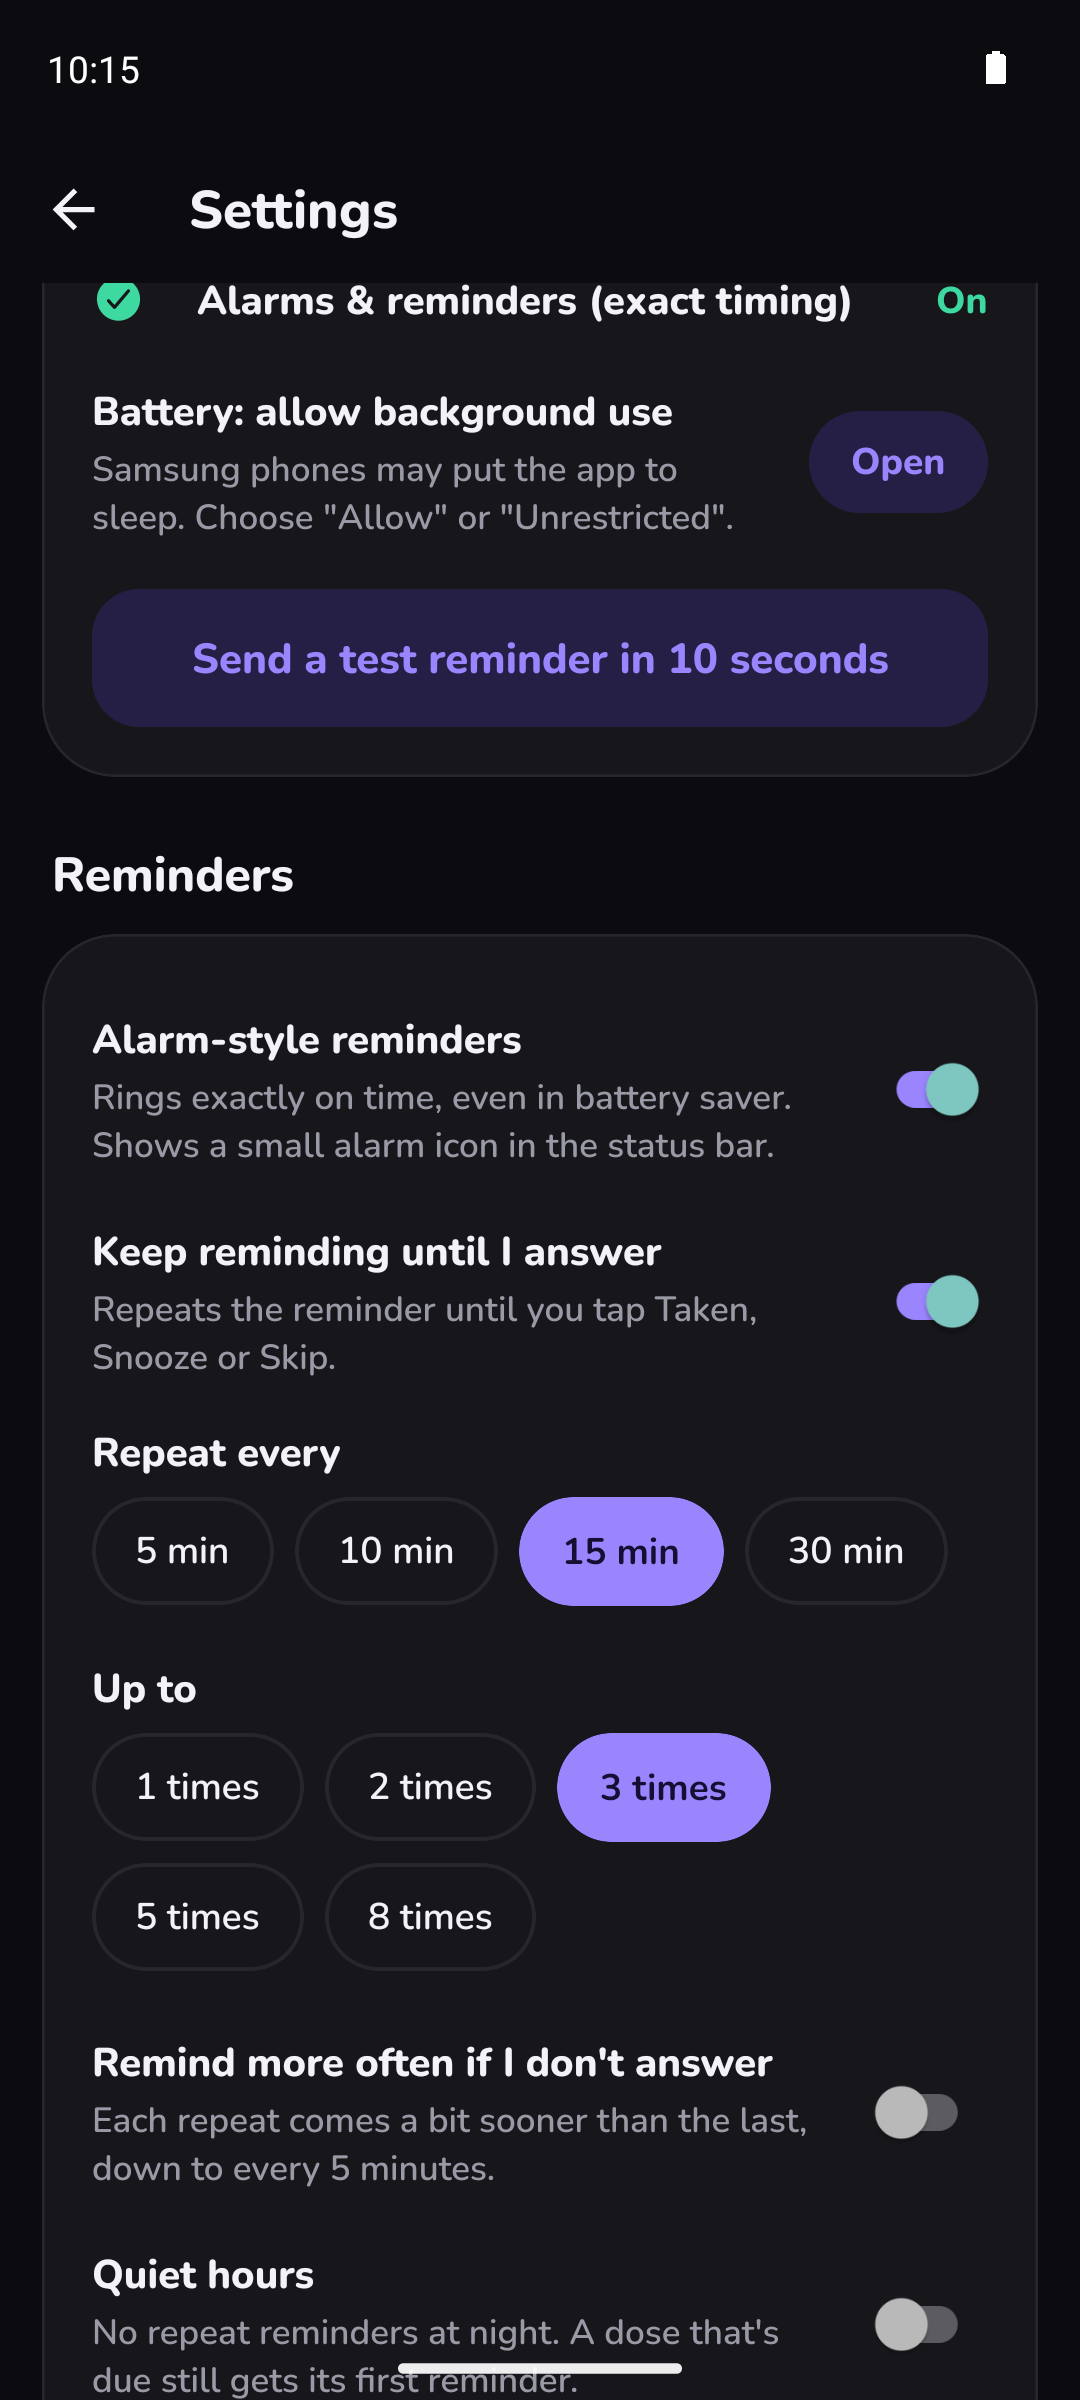 10:15
Settings
Alarms & reminders (exact timing)
On
Battery: allow background use
Samsung phones may put the app to
sleep. Choose "Allow" or "Unrestricted".
Open
Send a test reminder in 10 seconds
Reminders
Alarm-style reminders
Rings exactly on time, even in battery saver.
Shows a small alarm icon in the status bar.
Keep reminding until I answer
Repeats the reminder until you tap Taken,
Snooze or Skip.
Repeat every
5 min
10 min
15 min
30 min
Up to
1 times
2 times
3 times
5 times
8 times
Remind more often if I don't answer
Each repeat comes a bit sooner than the last,
down to every 5 minutes.
Quiet hours
No repeat reminders at night. A dose that's
due still gets its first reminder.